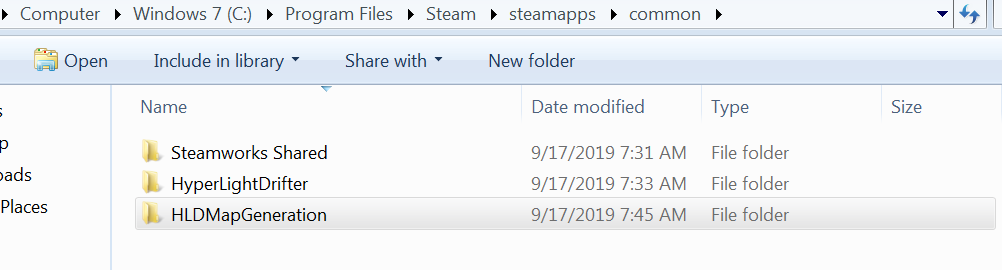 Computer Windows 7 (C:) Program Files Steam steamapps common
Open Include in library Share with New folder
Name Date modified Type Size
Steamworks Shared 9/17/2019 7:31 AM File folder
HyperLightDrifter 9/17/2019 7:33 AM File folder
oads
HLDMapGeneration 9/17/2019 7:45 AM File folder
Places